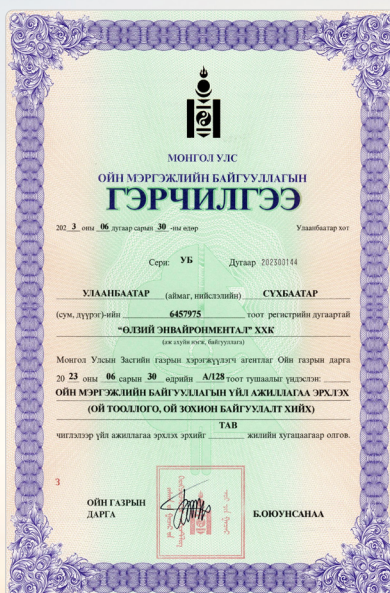 МОНГОЛ УЛС
ОЙН МЭРГЭЖЛИЙН БАЙГУУЛЛАГЫН
ГЭРЧИЛГЭЭ
202 3 оны 06 дугаар сарын 30 -ны өдөр Улаанбаатар хот
Сери: УБ Дугаар 202300144
УЛААНБААТАР (аймаг, нийслэлийн) СҮХБААТАР
(сум, дүүрэг)-ийн 6457975 тоот регистрийн дугаартай
“ӨЛЗИЙ ЭНВАЙРОНМЕНТАЛ” ХХК
(аж ахуйн нэгж, байгууллага)
Монгол Улсын Засгийн газрын хэрэгжүүлэгч агентлаг Ойн газрын дарга
20 23 оны 06 сарын 30 өдрийн А/128 тоот тушаалыг үндэслэн:
ОЙН МЭРГЭЖЛИЙН БАЙГУУЛЛАГЫН ҮЙЛ АЖИЛЛАГАА ЭРХЛЭХ
(ОЙ ТООЛЛОГО, ОЙ ЗОХИОН БАЙГУУЛАЛТ ХИЙХ)
ТАВ
чиглэлээр үйл ажиллагаа эрхлэх эрхийг жилийн хугацаагаар олгов.
3
ОЙН ГАЗРЫН
ДАРГА Б.ОЮУНСАНАА